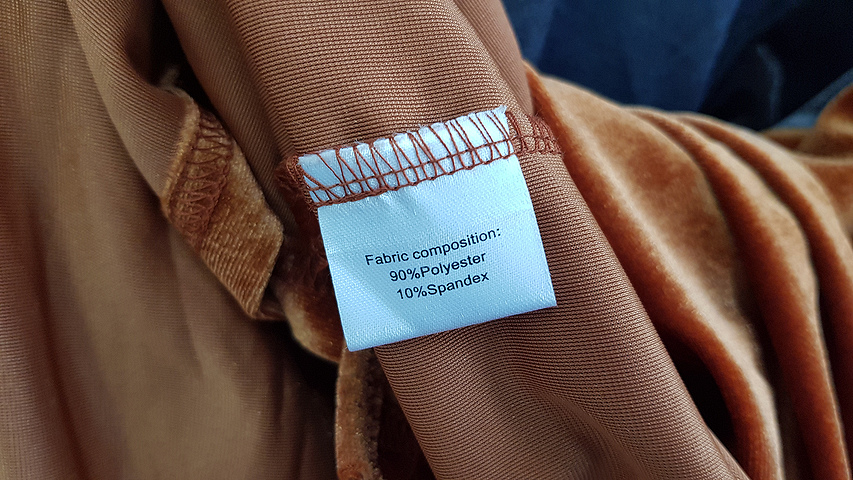 Fabric composition:
90%Polyester
10%Spandex